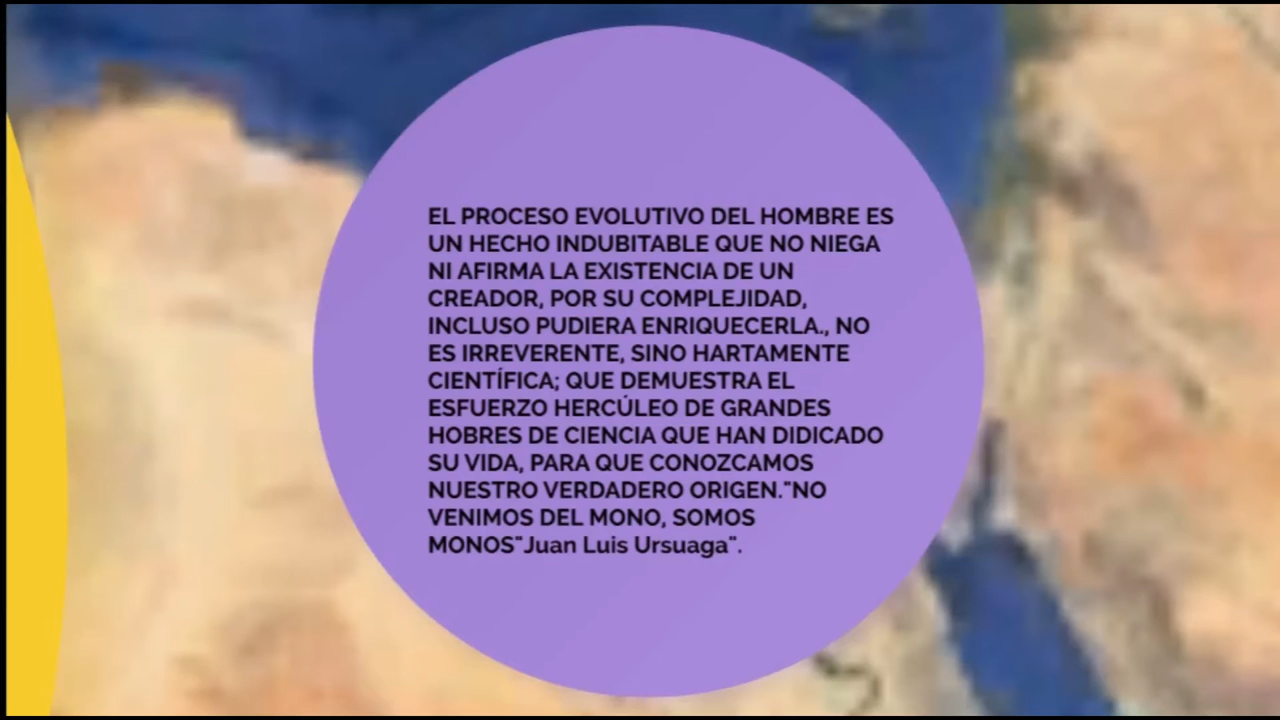 EL PROCESO EVOLUTIVO DEL HOMBRE ES
UN HECHO INDUBITABLE QUE NO NIEGA
NI AFIRMA LA EXISTENCIA DE UN
CREADOR, POR SU COMPLEJIDAD,
INCLUSO PUDIERA ENRIQUECERLA., NO
ES IRREVERENTE, SINO HARTAMENTE
CIENTÍFICA; QUE DEMUESTRA EL
ESFUERZO HERCÚLEO DE GRANDES
HOBRES DE CIENCIA QUE HAN DIDICADO
SU VIDA, PARA QUE CONOZCAMOS
NUESTRO VERDADERO ORIGEN."NO
VENIMOS DEL MONO, SOMOS
MONOS"Juan Luis Ursuaga".